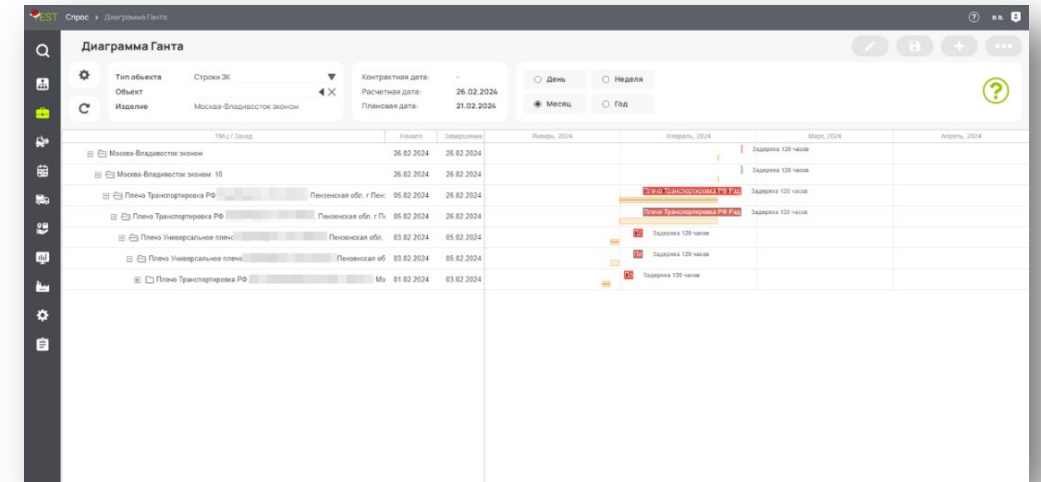 YEST Спрос › Диаграмма Ганта
В.В.
Диаграмма Ганта
Тип объекта Строки ЗК
Объект
Изделие Москва-Владивосток эконом
Контрактная дата: -
Расчетная дата: 26.02.2024
Плановая дата: 21.02.2024
День Неделя
Месяц Год
ТМЦ / Заход Начало Завершение Январь, 2024 Февраль, 2024 Март, 2024 Апрель, 2024
Москва-Владивосток эконом 26.02.2024 26.02.2024 Задержка 120 часов
Москва-Владивосток эконом: 10 26.02.2024 26.02.2024 Задержка 120 часов
Плечо Транспортировка РФ Пензенская обл. г Пен: 05.02.2024 26.02.2024 Плечо Транспортировка РФ Рад Задержка 120 часов
Плечо Транспортировка РФ , Пензенская обл. г П 05.02.2024 26.02.2024 Плечо Транспортировка РФ Рад Задержка 120 часов
Плечо Универсальное плечо Пензенская обл. 03.02.2024 05.02.2024 Задержка 120 часов
Плечо Универсальное плечо Пензенская об 03.02.2024 05.02.2024 Задержка 120 часов
Плечо Транспортировка РФ Мо 01.02.2024 03.02.2024 Задержка 120 часов